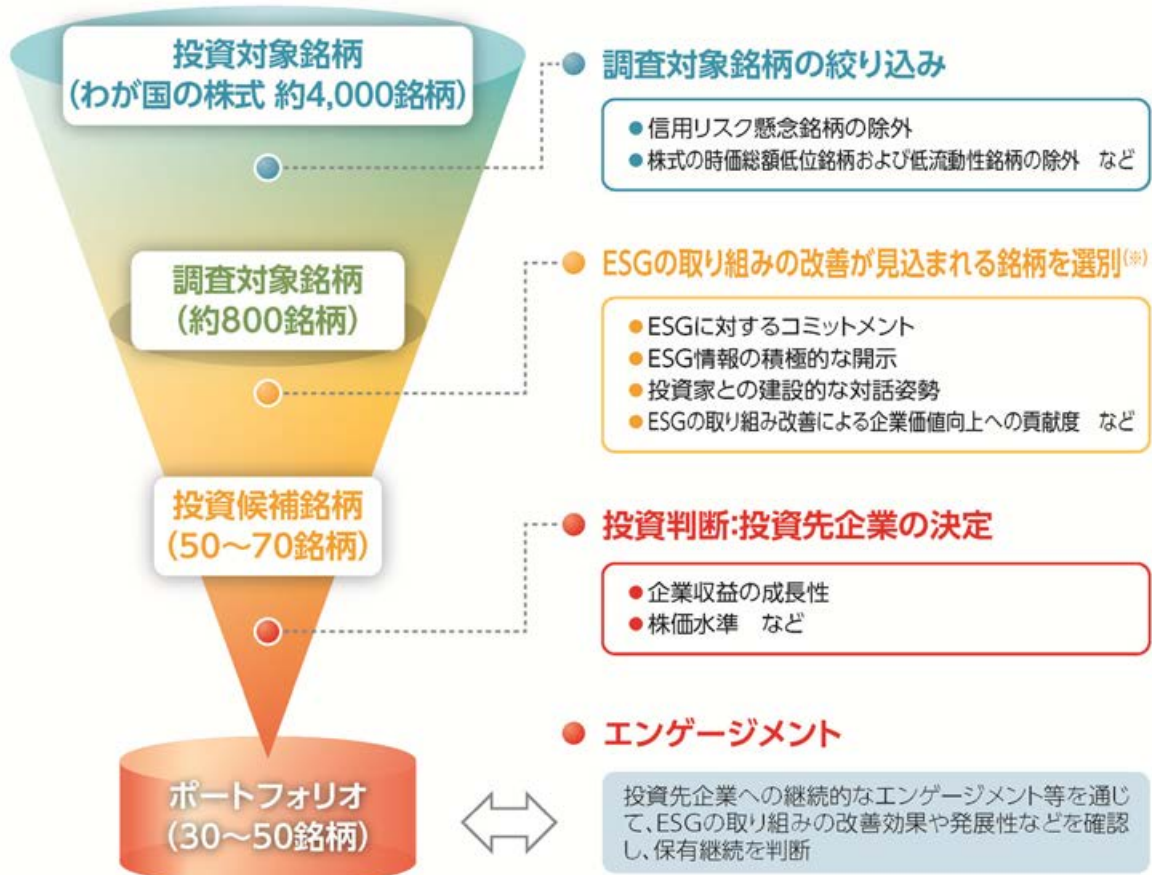 投資対象銘柄
(わが国の株式 約4,000銘柄)
調査対象銘柄の絞り込み
●信用リスク懸念銘柄の除外
●株式の時価総額低位銘柄および低流動性銘柄の除外 など
調査対象銘柄
(約800銘柄)
ESGの取り組みの改善が見込まれる銘柄を選別(※)
●ESGに対するコミットメント
●ESG情報の積極的な開示
●投資家との建設的な対話姿勢
●ESGの取り組み改善による企業価値向上への貢献度 など
投資候補銘柄
(50~70銘柄)
投資判断:投資先企業の決定
●企業収益の成長性
●株価水準 など
ポートフォリオ
(30~50銘柄)
エンゲージメント
投資先企業への継続的なエンゲージメント等を通じ
て、ESGの取り組みの改善効果や発展性などを確認
し、保有継続を判断